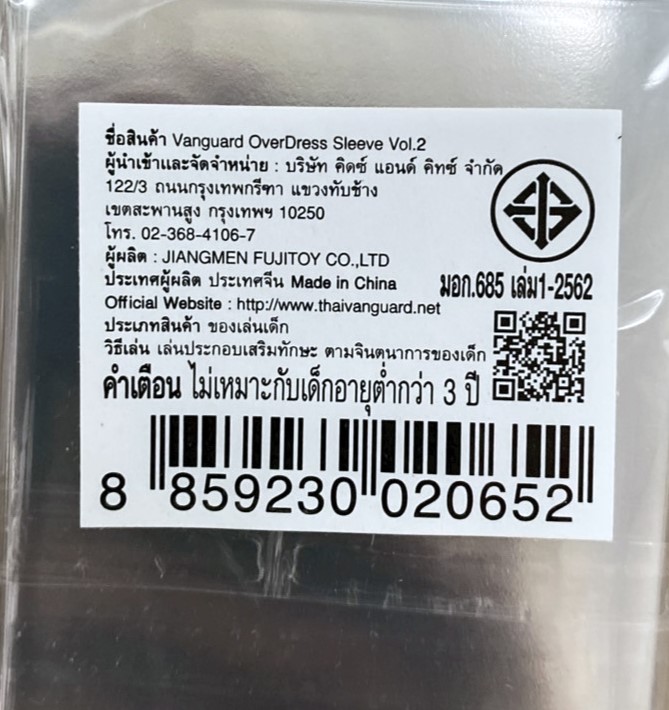 ชื่อสินค้า Vanguard OverDress Sleeve Vol.2
ผู้นำเข้าและจัดจำหน่าย : บริษัท คิดซ์ แอนด์ คิทซ์ จำกัด
122/3 ถนนกรุงเทพกรีฑา แขวงทับช้าง
เขตสะพานสูง กรุงเทพฯ 10250
โทร. 02-368-4106-7
ผู้ผลิต : JIANGMEN FUJITOY CO.,LTD
ประเทศผู้ผลิต ประเทศจีน Made in China
มอก.685 เล่ม1-2562
Official Website : http://www.thaivanguard.net
ประเภทสินค้า ของเล่นเด็ก
วิธีเล่น เล่นประกอบเสริมทักษะ ตามจินตนาการของเด็ก
คำเตือน ไม่เหมาะกับเด็กอายุต่ำกว่า 3 ปี
8 859230 020652